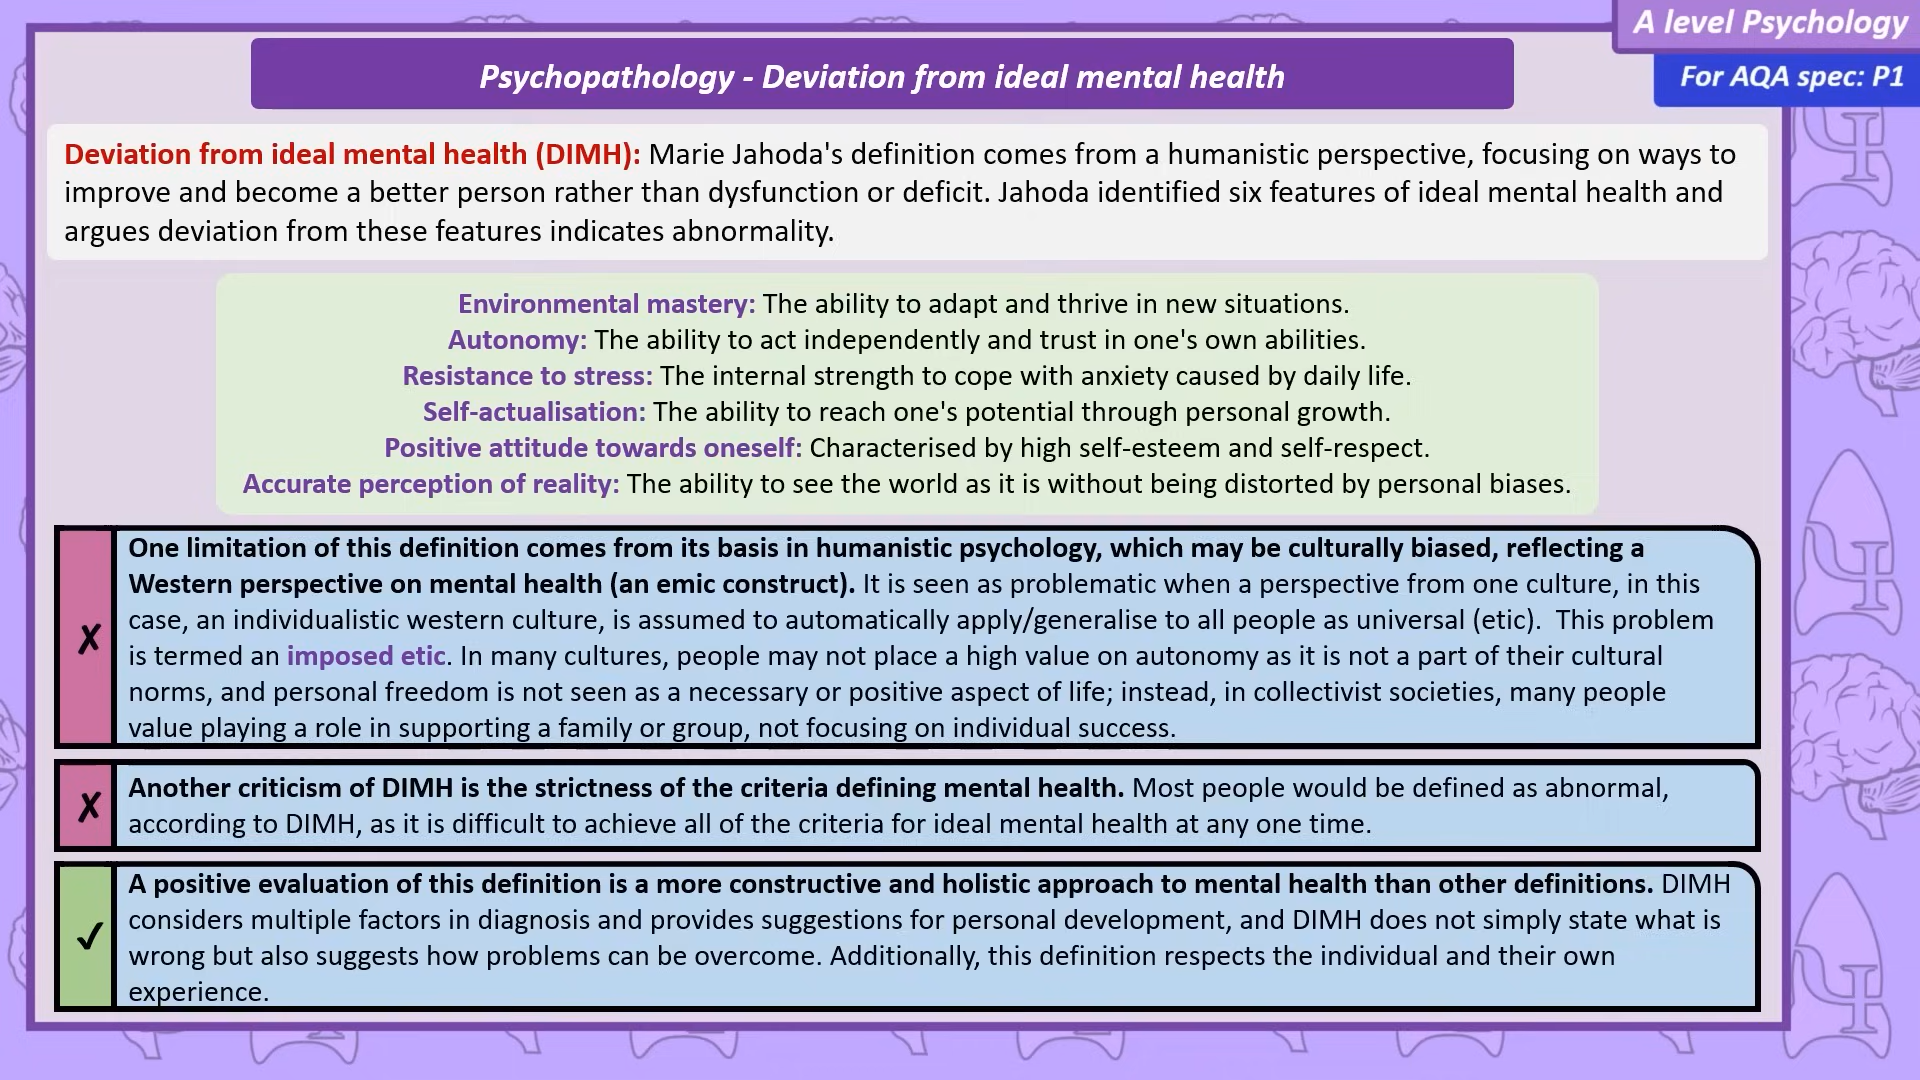 A level Psychology
For AQA spec: P1
Psychopathology - Deviation from ideal mental health
Deviation from ideal mental health (DIMH): Marie Jahoda's definition comes from a humanistic perspective, focusing on ways to
improve and become a better person rather than dysfunction or deficit. Jahoda identified six features of ideal mental health and
argues deviation from these features indicates abnormality.
Environmental mastery: The ability to adapt and thrive in new situations.
Autonomy: The ability to act independently and trust in one's own abilities.
Resistance to stress: The internal strength to cope with anxiety caused by daily life.
Self-actualisation: The ability to reach one's potential through personal growth.
Positive attitude towards oneself: Characterised by high self-esteem and self-respect.
Accurate perception of reality: The ability to see the world as it is without being distorted by personal biases.
✗
One limitation of this definition comes from its basis in humanistic psychology, which may be culturally biased, reflecting a
Western perspective on mental health (an emic construct). It is seen as problematic when a perspective from one culture, in this
case, an individualistic western culture, is assumed to automatically apply/generalise to all people as universal (etic).  This problem
is termed an imposed etic. In many cultures, people may not place a high value on autonomy as it is not a part of their cultural
norms, and personal freedom is not seen as a necessary or positive aspect of life; instead, in collectivist societies, many people
value playing a role in supporting a family or group, not focusing on individual success.
✗
Another criticism of DIMH is the strictness of the criteria defining mental health. Most people would be defined as abnormal,
according to DIMH, as it is difficult to achieve all of the criteria for ideal mental health at any one time.
✓
A positive evaluation of this definition is a more constructive and holistic approach to mental health than other definitions. DIMH
considers multiple factors in diagnosis and provides suggestions for personal development, and DIMH does not simply state what is
wrong but also suggests how problems can be overcome. Additionally, this definition respects the individual and their own
experience.